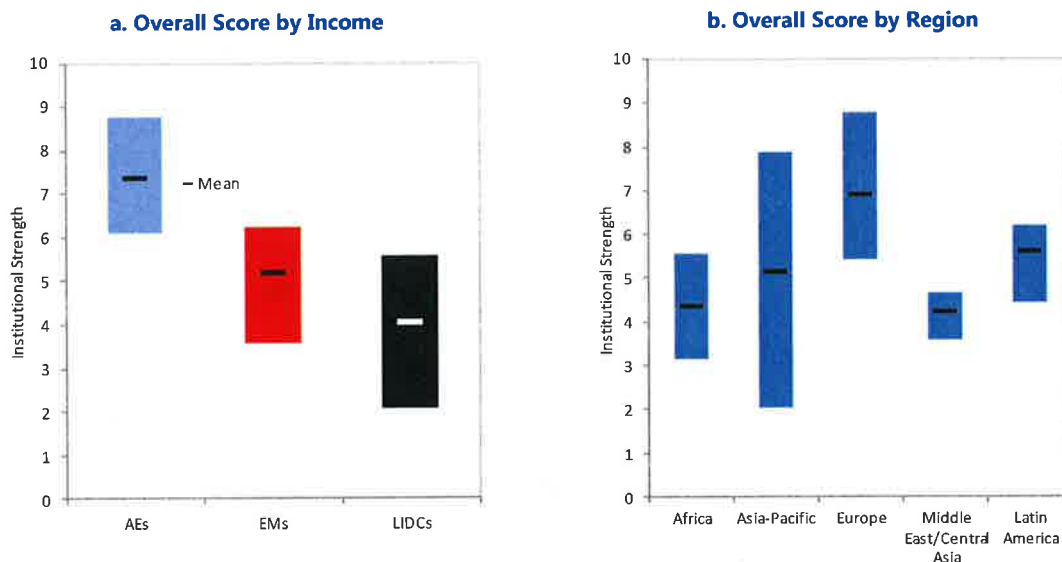 a. Overall Score by Income
10
9
8
7
6
5
4
3
2
1
0
Institutional Strength
– Mean
AEs
EMs
LIDCs
b. Overall Score by Region
10
9
8
7
6
5
4
3
2
1
0
Institutional Strength
Africa
Asia-Pacific
Europe
Middle
East/Central
Asia
Latin
America